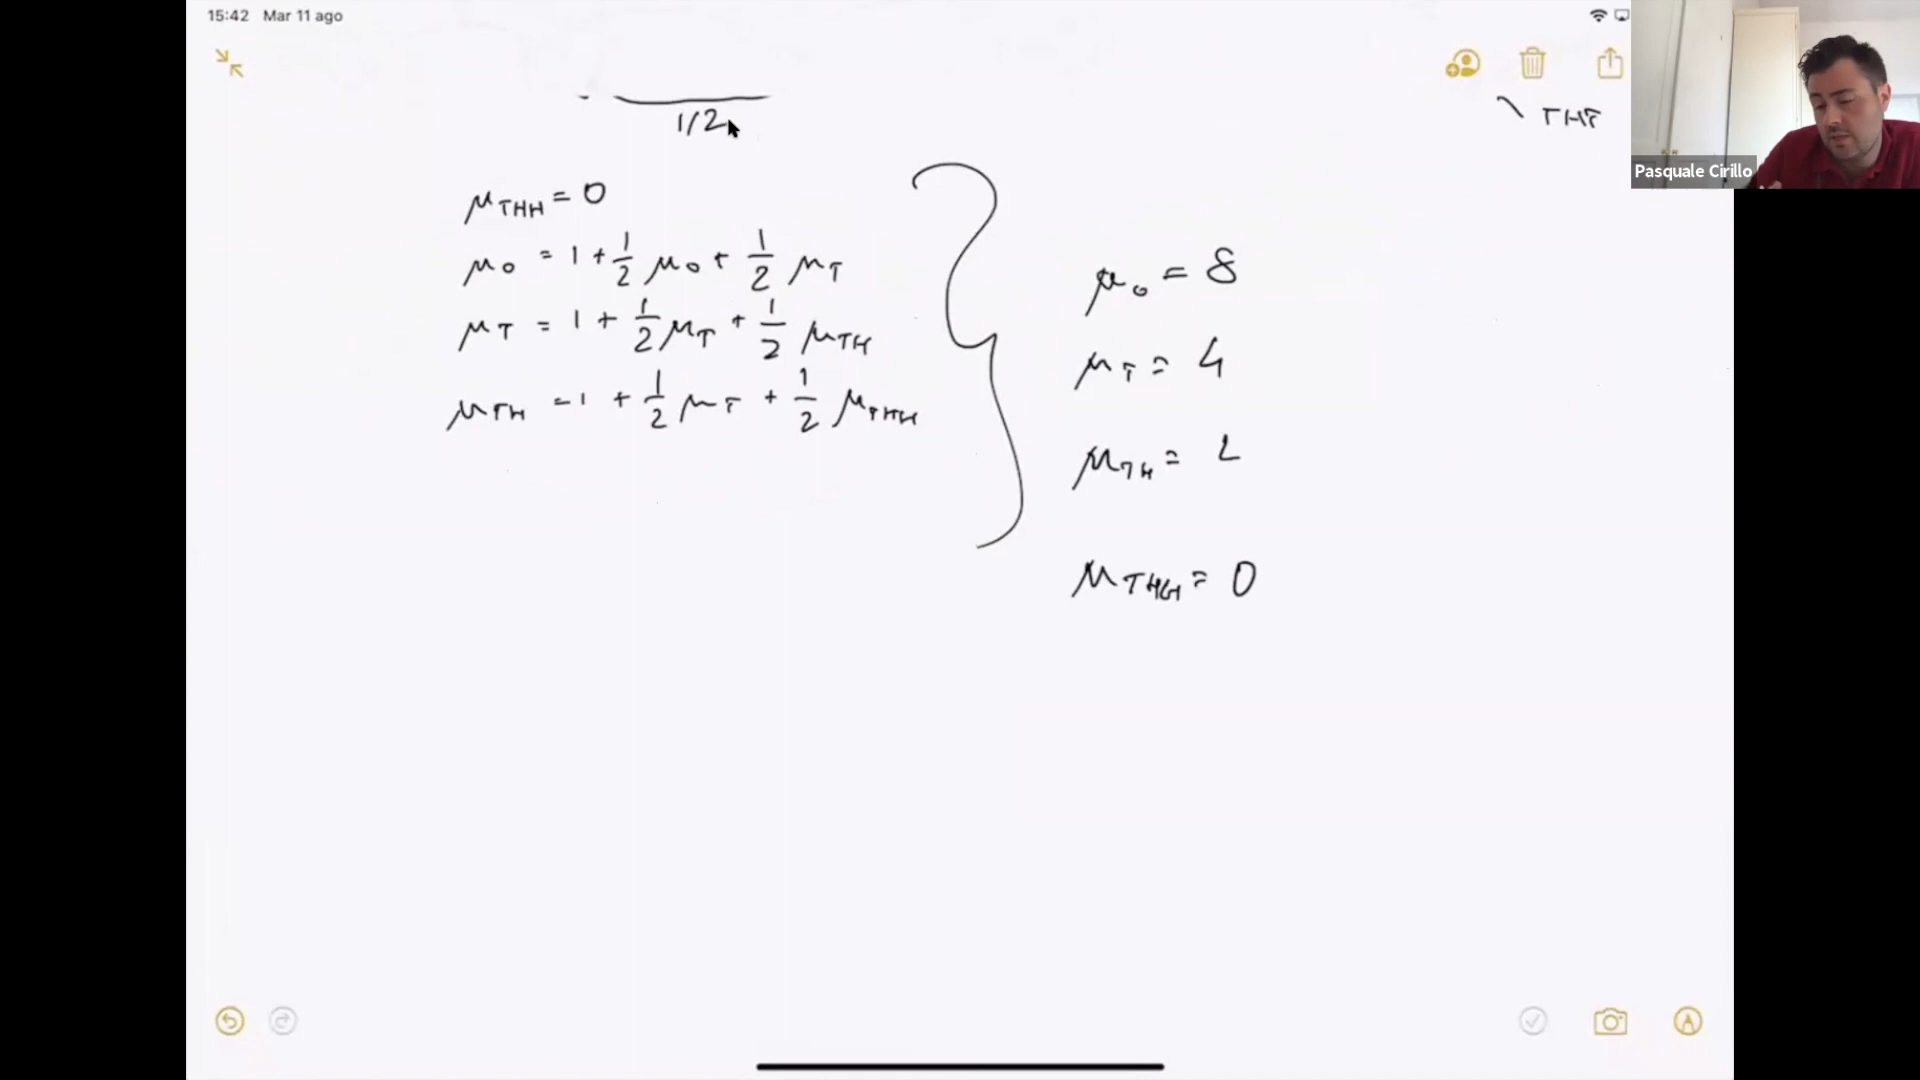 15:42 Mar 11 ago
Pasquale Cirillo
1/2
THT
μTHH = 0
μ0 = 1 + 1/2 μ0 + 1/2 μT
μT = 1 + 1/2 μT + 1/2 μTH
μTH = 1 + 1/2 μT + 1/2 μTHH
μ0 = 8
μT = 4
μTH = 2
μTHH = 0